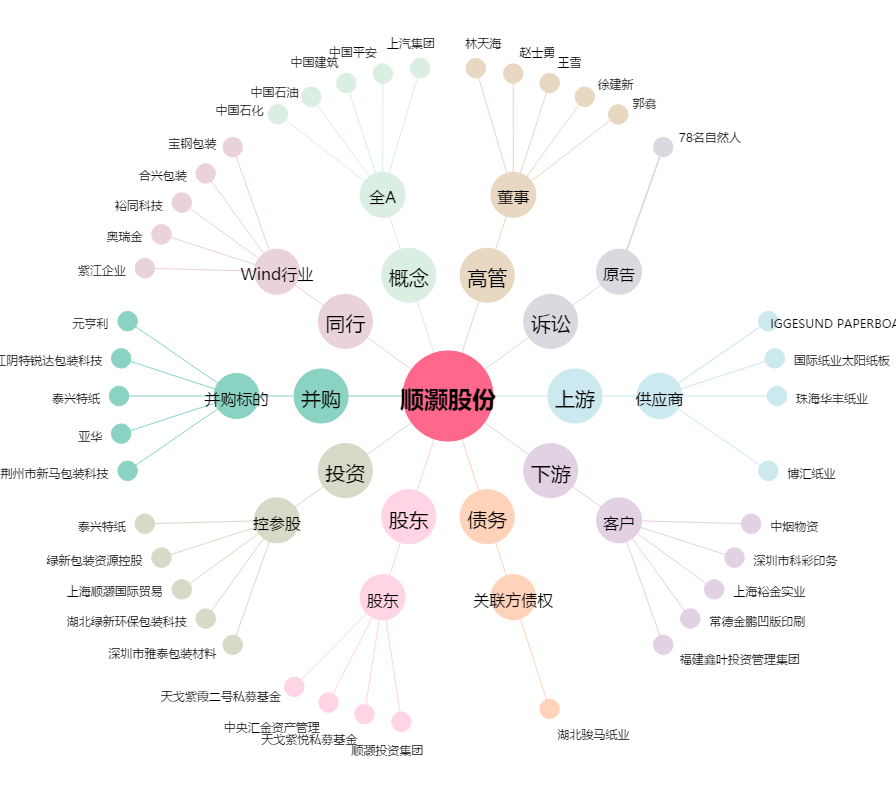 林天海
上汽集团
赵士勇
中国平安
中国建筑
王雪
徐建新
中国石油
郭翥
中国石化
78名自然人
宝钢包装
合兴包装
全A
董事
裕同科技
奥瑞金
紫江企业
Wind行业
概念
高管
原告
元亨利
同行
诉讼
IGGESUND PAPERBOA
江阴特锐达包装科技
国际纸业太阳纸板
泰兴特纸
并购标的
并购
顺灏股份
上游
供应商
珠海华丰纸业
亚华
荆州市新马包装科技
投资
下游
博汇纸业
泰兴特纸
控参股
股东
债务
客户
中烟物资
绿新包装资源控股
深圳市科彩印务
上海顺灏国际贸易
股东
关联方债权
上海裕金实业
湖北绿新环保包装科技
常德金鹏凹版印刷
深圳市雅泰包装材料
福建鑫叶投资管理集团
天戈紫霞二号私募基金
中央汇金资产管理
天戈紫悦私募基金
顺灏投资集团
湖北骏马纸业